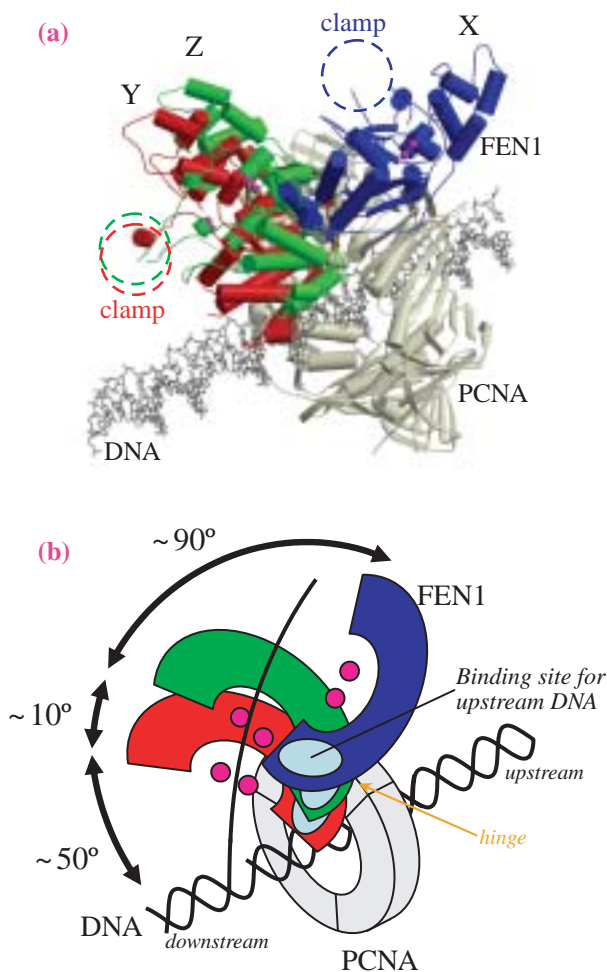 (a)
clamp
X
Z
Y
FEN1
clamp
PCNA
DNA
(b)
~90º
FEN1
Binding site for
upstream DNA
~10º
upstream
hinge
~50º
DNA
downstream
PCNA